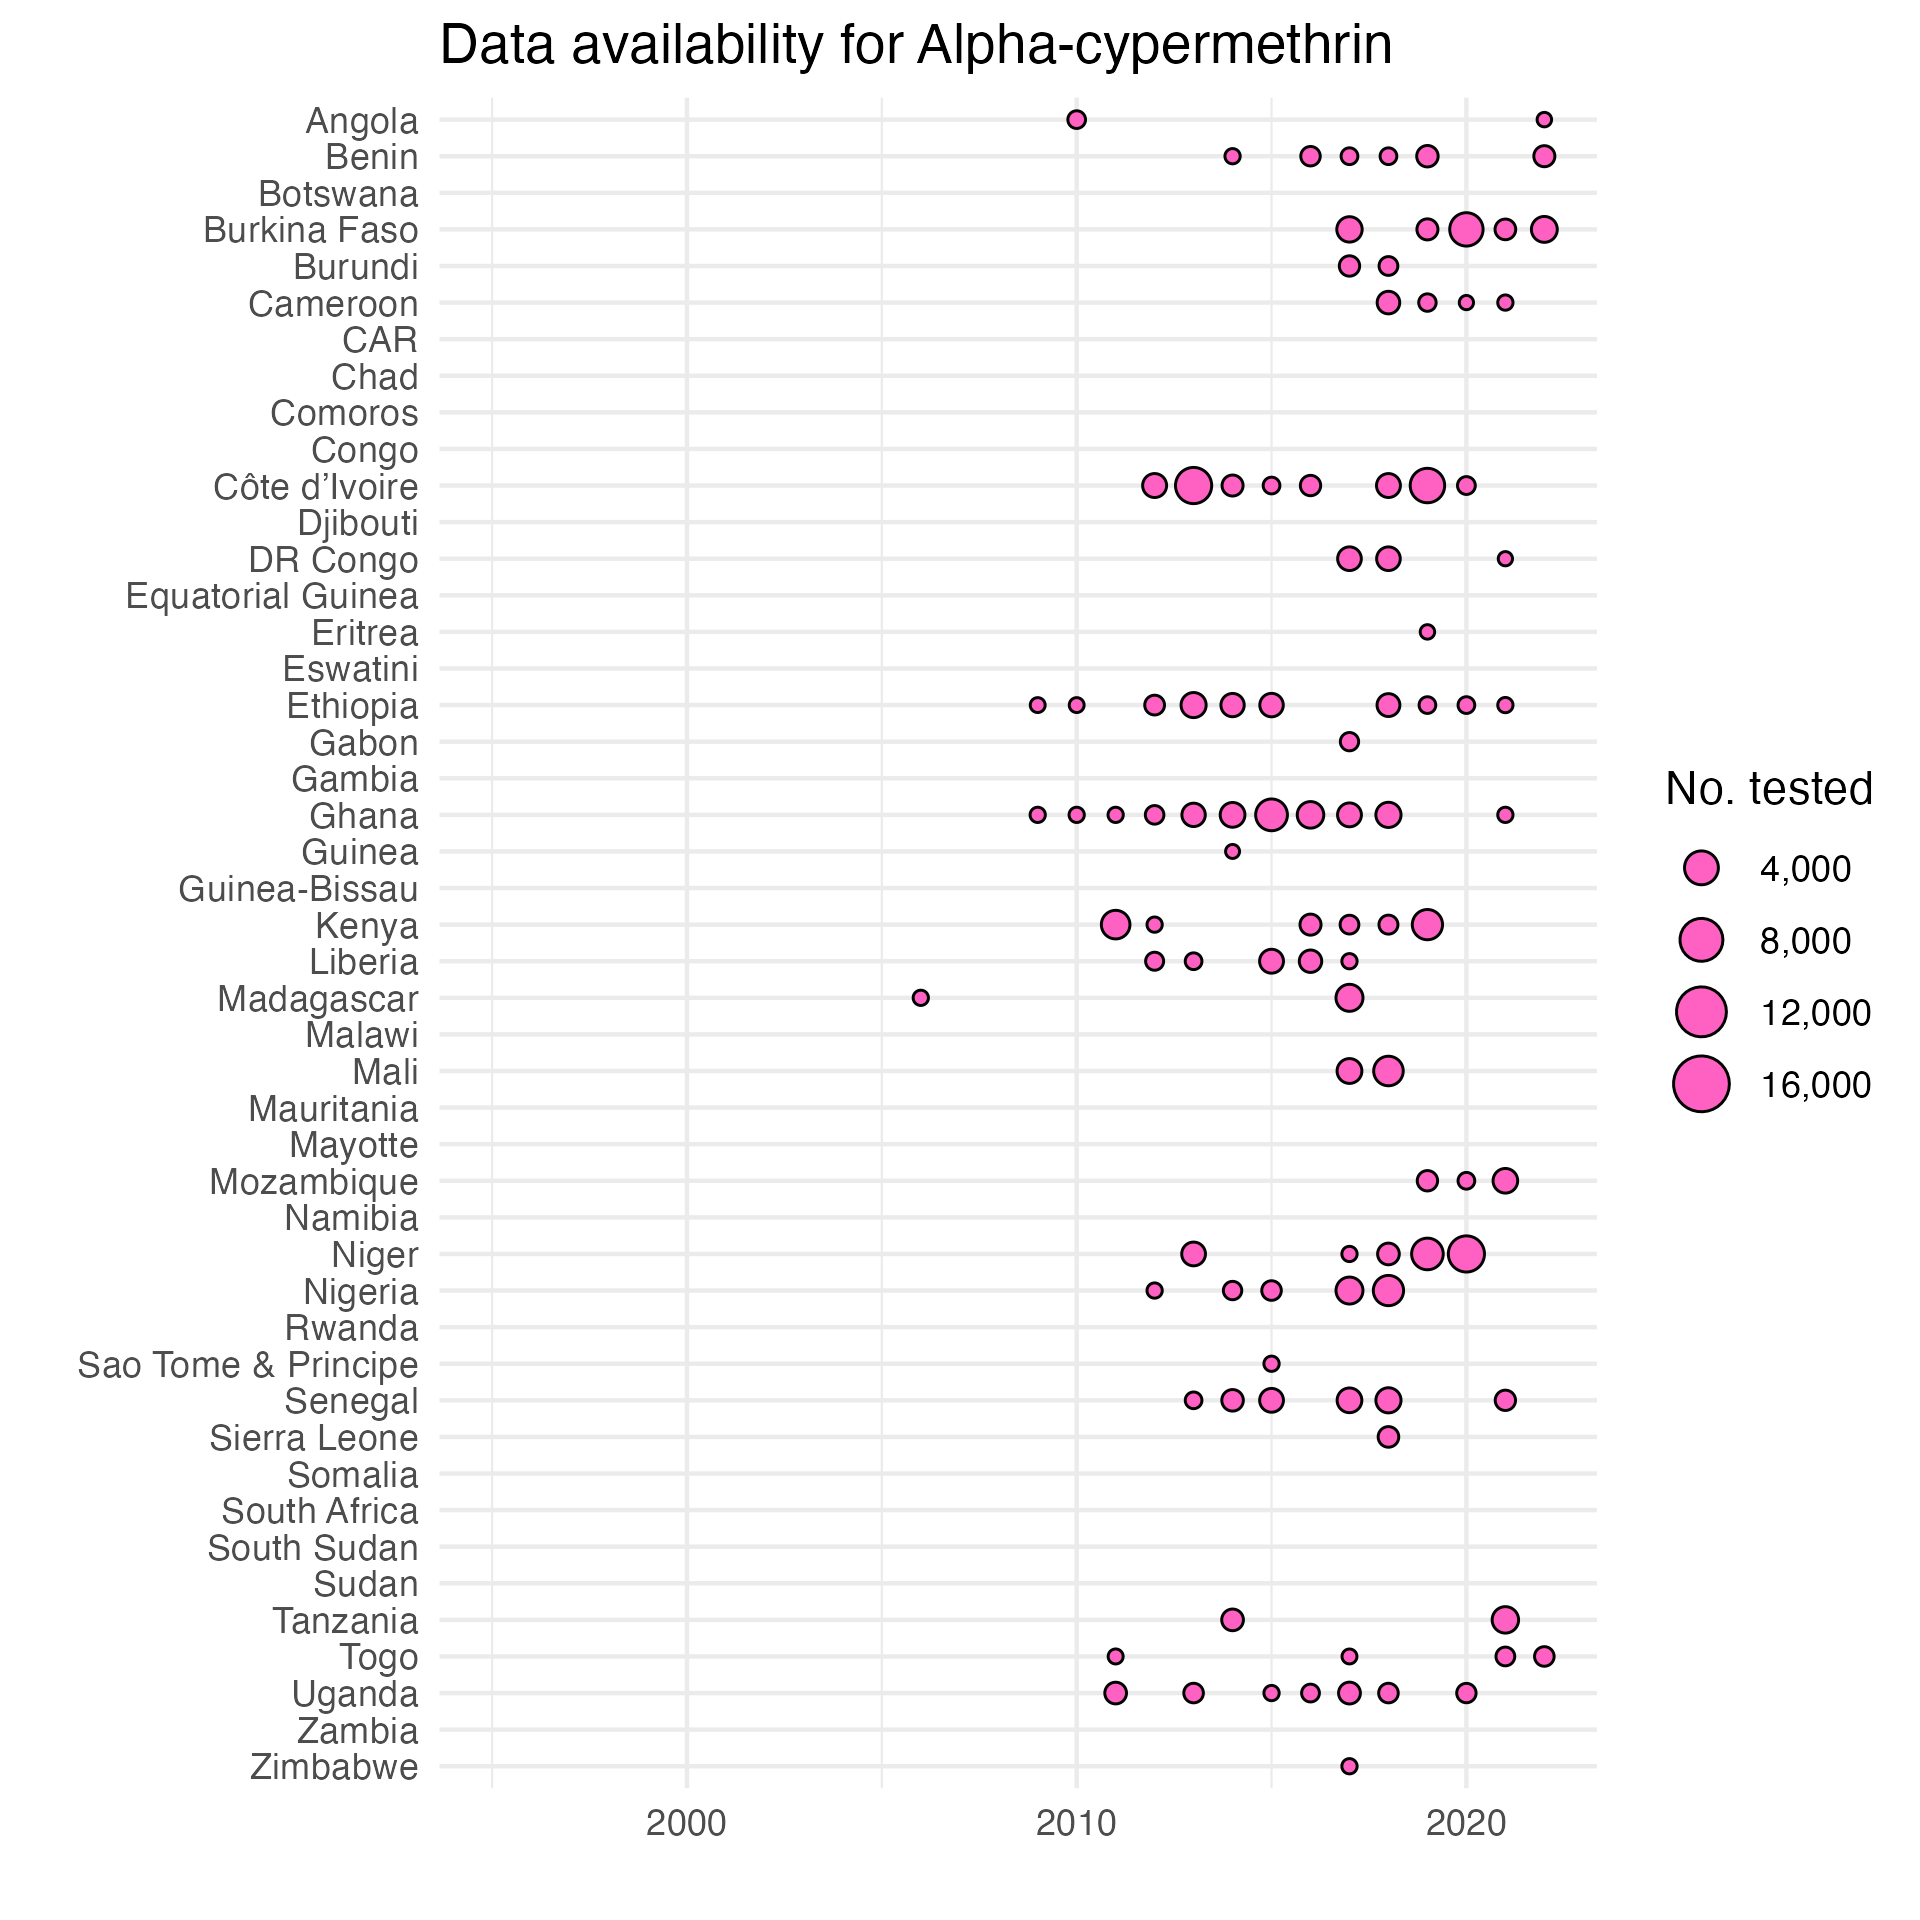 Data availability for Alpha-cypermethrin
Angola
Benin
Botswana
Burkina Faso
Burundi
Cameroon
CAR
Chad
Comoros
Congo
Côte d’Ivoire
Djibouti
DR Congo
Equatorial Guinea
Eritrea
Eswatini
Ethiopia
Gabon
Gambia
Ghana
Guinea
Guinea-Bissau
Kenya
Liberia
Madagascar
Malawi
Mali
Mauritania
Mayotte
Mozambique
Namibia
Niger
Nigeria
Rwanda
Sao Tome & Principe
Senegal
Sierra Leone
Somalia
South Africa
South Sudan
Sudan
Tanzania
Togo
Uganda
Zambia
Zimbabwe
2000 2010 2020
No. tested
4,000
8,000
12,000
16,000